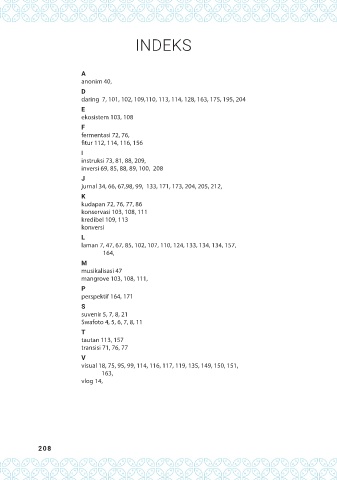 INDEKS
A
anonim 40,
D
daring 7, 101, 102, 109,110, 113, 114, 128, 163, 175, 195, 204
E
ekosistem 103, 108
F
fermentasi 72, 76,
fitur 112, 114, 116, 156
I
instruksi 73, 81, 88, 209,
inversi 69, 85, 88, 89, 100, 208
J
Jurnal 34, 66, 67,98, 99, 133, 171, 173, 204, 205, 212,
K
kudapan 72, 76, 77, 86
konservasi 103, 108, 111
kredibel 109, 113
konversi
L
laman 7, 47, 67, 85, 102, 107, 110, 124, 133, 134, 134, 157,
164,
M
musikalisasi 47
mangrove 103, 108, 111,
P
perspektif 164, 171
S
suvenir 5, 7, 8, 21
Swafoto 4, 5, 6, 7, 8, 11
T
tautan 113, 157
transisi 71, 76, 77
V
visual 18, 75, 95, 99, 114, 116, 117, 119, 135, 149, 150, 151,
163,
vlog 14,
208